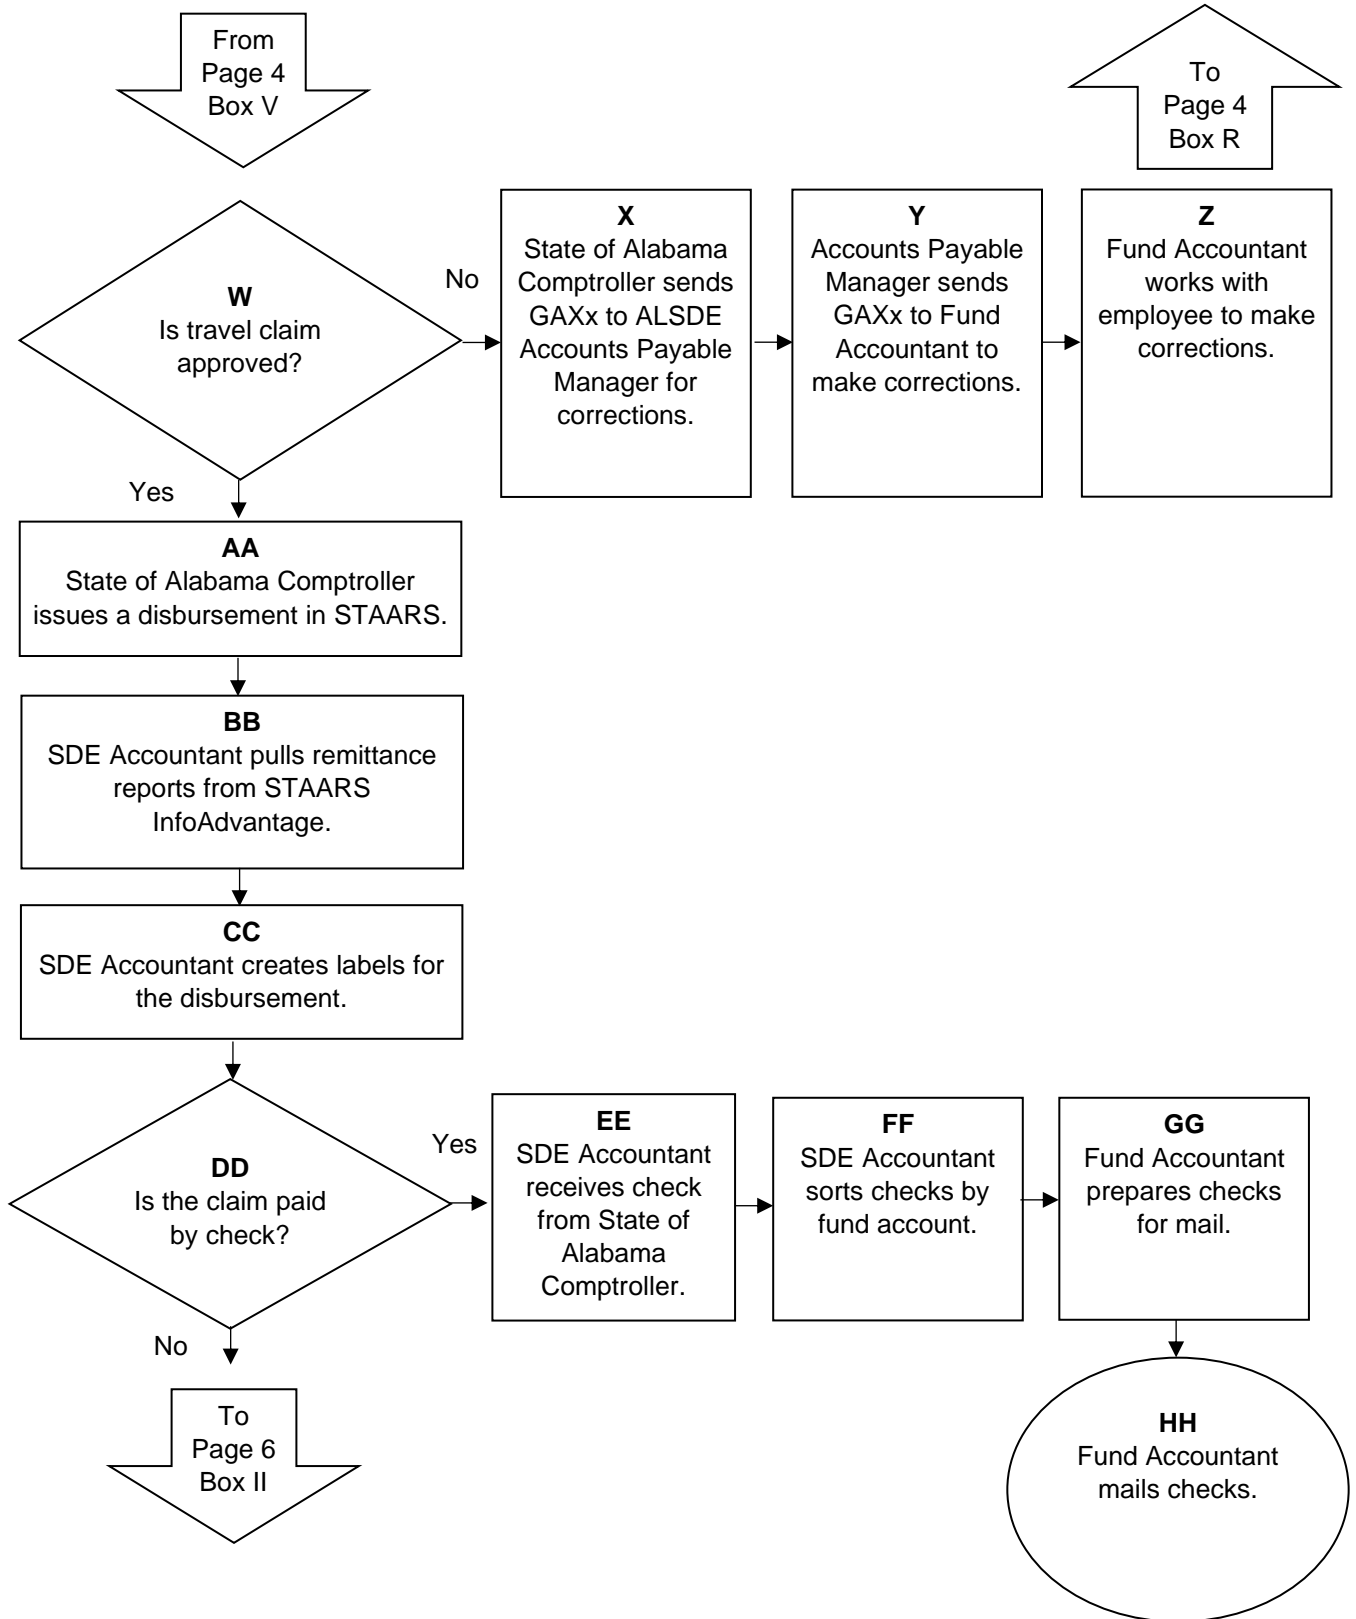 From
Page 4
Box V
To
Page 4
Box R
W
Is travel claim
approved?
No
X
State of Alabama
Comptroller sends
GAXx to ALSDE
Accounts Payable
Manager for
corrections.
Y
Accounts Payable
Manager sends
GAXx to Fund
Accountant to
make corrections.
Z
Fund Accountant
works with
employee to make
corrections.
Yes
AA
State of Alabama Comptroller
issues a disbursement in STAARS.
BB
SDE Accountant pulls remittance
reports from STAARS
InfoAdvantage.
CC
SDE Accountant creates labels for
the disbursement.
DD
Is the claim paid
by check?
Yes
EE
SDE Accountant
receives check
from State of
Alabama
Comptroller.
FF
SDE Accountant
sorts checks by
fund account.
GG
Fund Accountant
prepares checks
for mail.
No
To
Page 6
Box II
HH
Fund Accountant
mails checks.